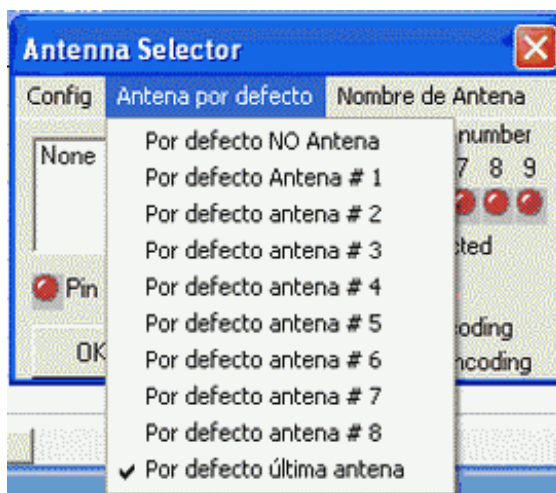 Antenna Selector
Config Antena por defecto Nombre de Antena
None
Por defecto NO Antena
Por defecto Antena # 1
Por defecto antena # 2
Por defecto antena # 3
Por defecto antena # 4
Por defecto antena # 5
Por defecto antena # 6
Por defecto antena # 7
Por defecto antena # 8
Por defecto última antena
number
7 8 9
Pin
OK